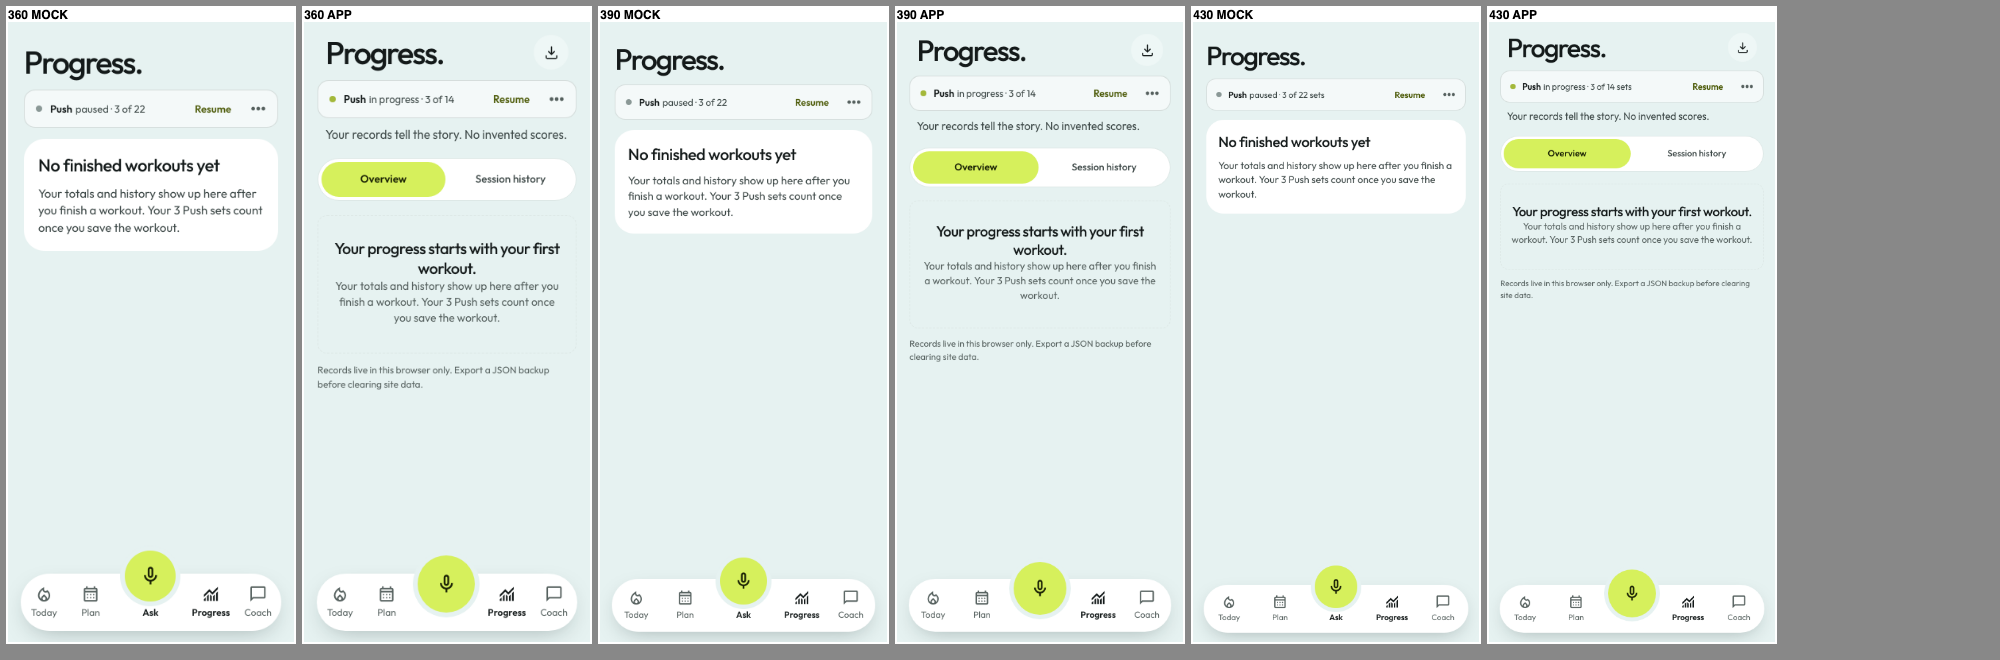 360 MOCK
Progress.
Push paused · 3 of 22 Resume •••
No finished workouts yet
Your totals and history show up here after
you finish a workout. Your 3 Push sets count
once you save the workout.
Today Plan Ask Progress Coach
360 APP
Progress.
Push in progress · 3 of 14 Resume •••
Your records tell the story. No invented scores.
Overview Session history
Your progress starts with your first
workout.
Your totals and history show up here after you
finish a workout. Your 3 Push sets count once
you save the workout.
Records live in this browser only. Export a JSON backup
before clearing site data.
Today Plan Progress Coach
390 MOCK
Progress.
Push paused · 3 of 22 Resume •••
No finished workouts yet
Your totals and history show up here after you
finish a workout. Your 3 Push sets count once
you save the workout.
Today Plan Ask Progress Coach
390 APP
Progress.
Push in progress · 3 of 14 Resume •••
Your records tell the story. No invented scores.
Overview Session history
Your progress starts with your first
workout.
Your totals and history show up here after you finish
a workout. Your 3 Push sets count once you save the
workout.
Records live in this browser only. Export a JSON backup before
clearing site data.
Today Plan Progress Coach
430 MOCK
Progress.
Push paused · 3 of 22 sets Resume •••
No finished workouts yet
Your totals and history show up here after you finish a
workout. Your 3 Push sets count once you save the
workout.
Today Plan Ask Progress Coach
430 APP
Progress.
Push in progress · 3 of 14 sets Resume •••
Your records tell the story. No invented scores.
Overview Session history
Your progress starts with your first workout.
Your totals and history show up here after you finish a
workout. Your 3 Push sets count once you save the workout.
Records live in this browser only. Export a JSON backup before clearing
site data.
Today Plan Progress Coach